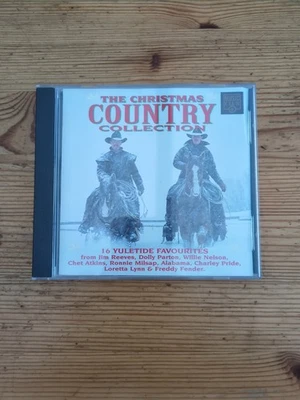 THE CHRISTMAS
COUNTRY
COLLECTION
16 YULETIDE FAVOURITES
from Jim Reeves, Dolly Parton, Willie Nelson,
Chet Atkins, Ronnie Milsap, Alabama, Charley Pride,
Loretta Lynn & Freddy Fender.